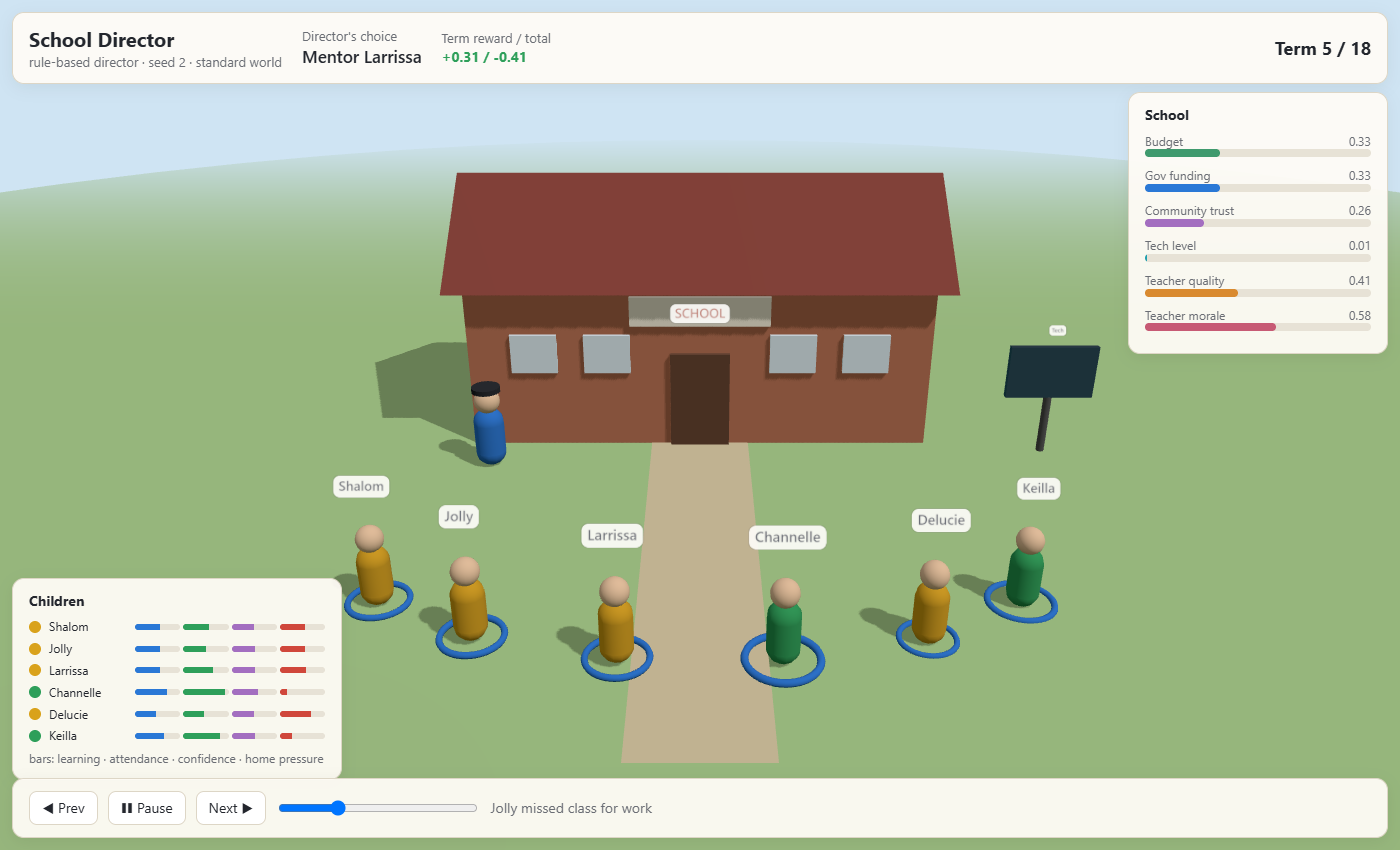 School Director
rule-based director · seed 2 · standard world
Director's choice
Mentor Larrissa
Term reward / total
+0.31 / -0.41
Term 5 / 18
School
Budget 0.33
Gov funding 0.33
Community trust 0.26
Tech level 0.01
Teacher quality 0.41
Teacher morale 0.58
SCHOOL
Tech
Shalom
Jolly
Larrissa
Channelle
Delucie
Keilla
Children
Shalom
Jolly
Larrissa
Channelle
Delucie
Keilla
bars: learning · attendance · confidence · home pressure
Prev
Pause
Next
Jolly missed class for work